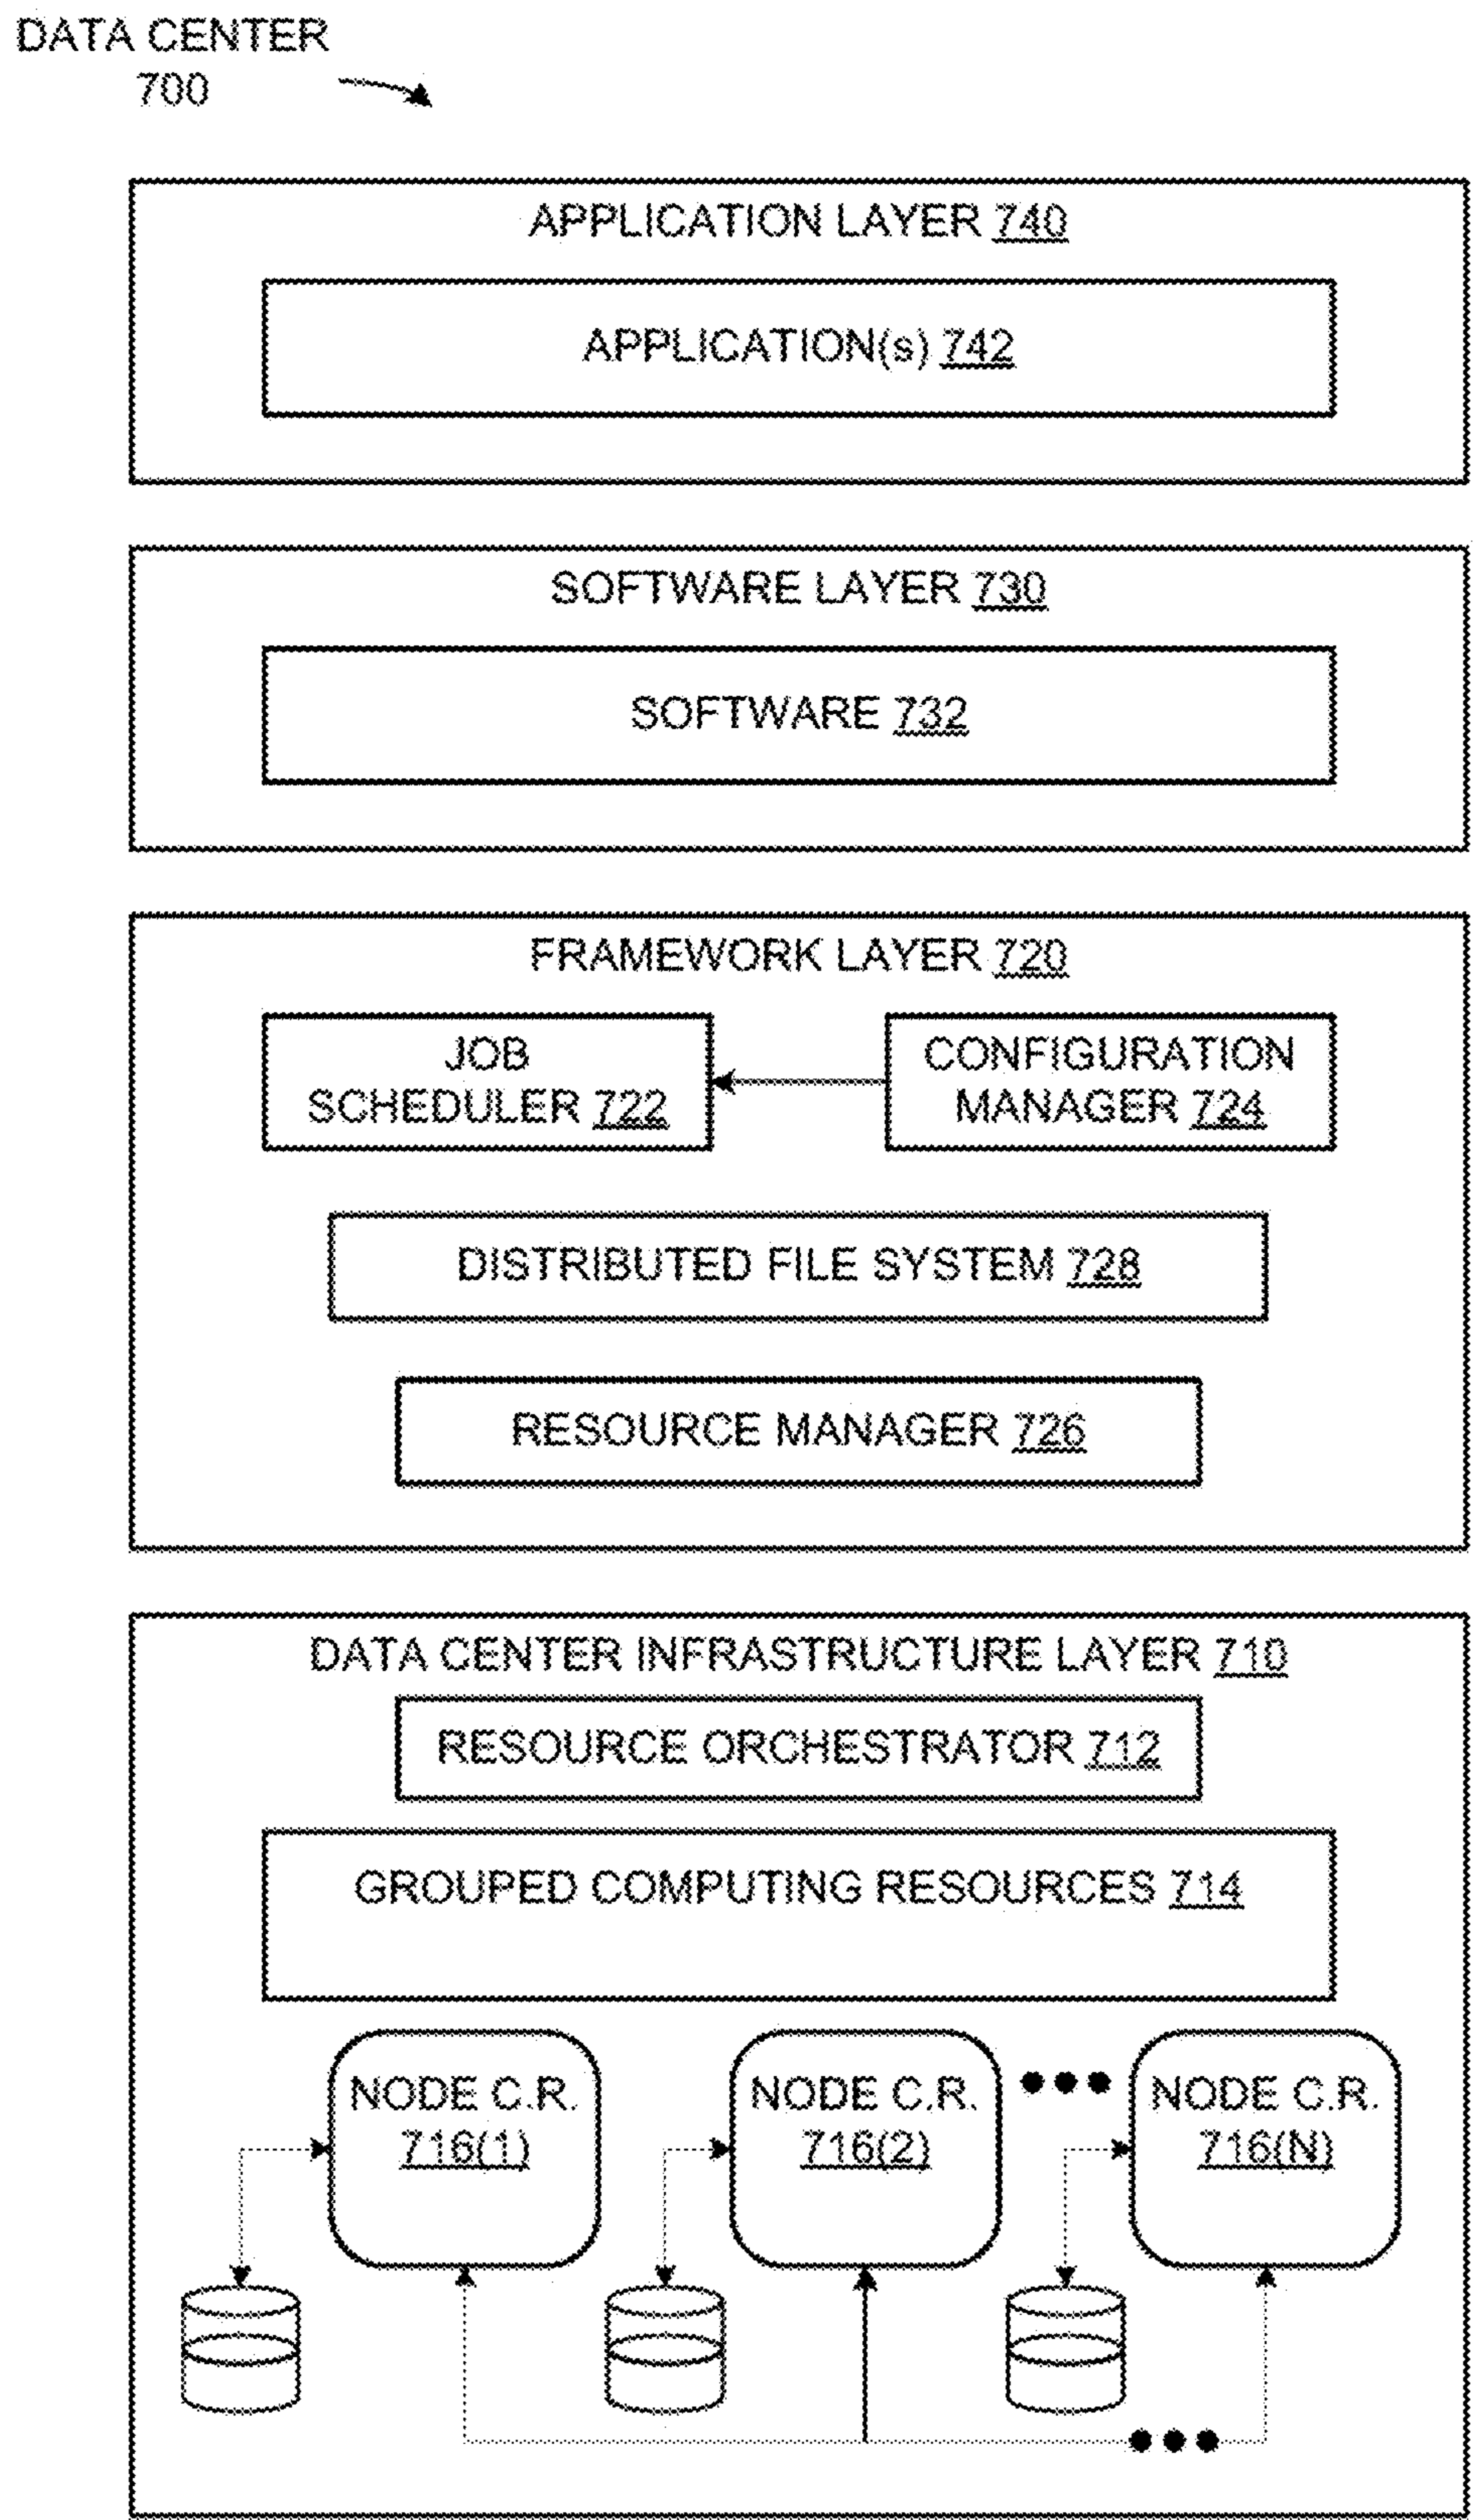 DATA CENTER
700
APPLICATION LAYER 740
APPLICATION(s) 742
SOFTWARE LAYER 730
SOFTWARE 732
FRAMEWORK LAYER 720
JOB
SCHEDULER 722
CONFIGURATION
MANAGER 724
DISTRIBUTED FILE SYSTEM 728
RESOURCE MANAGER 726
DATA CENTER INFRASTRUCTURE LAYER 710
RESOURCE ORCHESTRATOR 712
GROUPED COMPUTING RESOURCES 714
NODE C.R.
716(1)
NODE C.R.
716(2)
NODE C.R.
716(N)